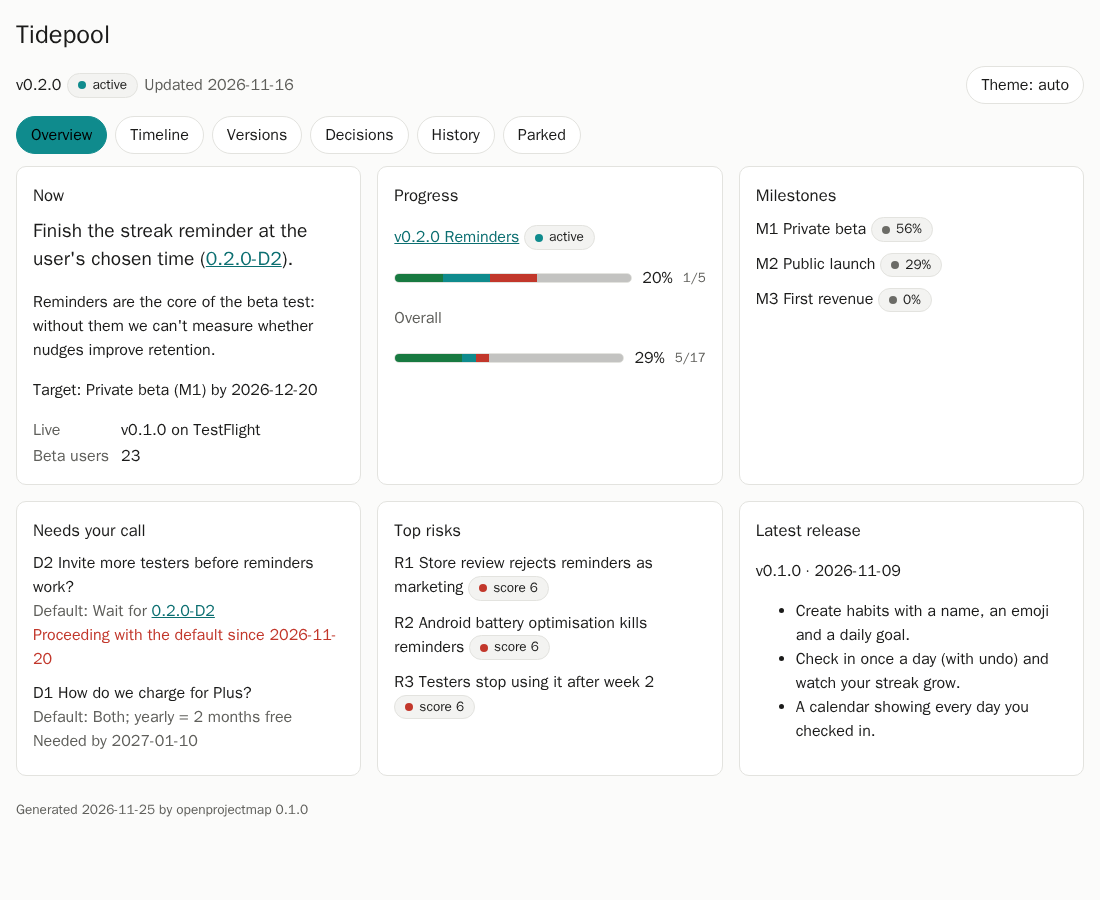 Tidepool
v0.2.0 active Updated 2026-11-16
Theme: auto
Overview Timeline Versions Decisions History Parked
Now
Finish the streak reminder at the
user's chosen time (0.2.0-D2).
Reminders are the core of the beta test:
without them we can't measure whether
nudges improve retention.
Target: Private beta (M1) by 2026-12-20
Live v0.1.0 on TestFlight
Beta users 23
Progress
v0.2.0 Reminders active
20% 1/5
Overall
29% 5/17
Milestones
M1 Private beta 56%
M2 Public launch 29%
M3 First revenue 0%
Needs your call
D2 Invite more testers before reminders
work?
Default: Wait for 0.2.0-D2
Proceeding with the default since 2026-11-
20
D1 How do we charge for Plus?
Default: Both; yearly = 2 months free
Needed by 2027-01-10
Top risks
R1 Store review rejects reminders as
marketing score 6
R2 Android battery optimisation kills
reminders score 6
R3 Testers stop using it after week 2
score 6
Latest release
v0.1.0 · 2026-11-09
• Create habits with a name, an emoji
and a daily goal.
• Check in once a day (with undo) and
watch your streak grow.
• A calendar showing every day you
checked in.
Generated 2026-11-25 by openprojectmap 0.1.0